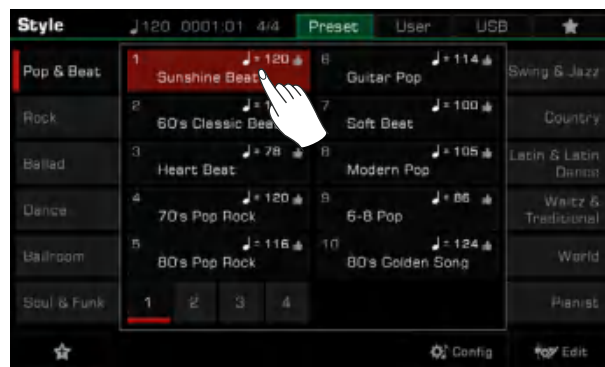 Style ♩120 0001:01 4/4 Preset User USB
Pop & Beat
Rock
Ballad
Dance
Ballroom
Soul & Funk
1 ♩= 120
Sunshine Beat
2
60's Classic
3 ♩= 78
Heart Beat
4 ♩= 120
70's Pop Rock
5 ♩= 116
80's Pop Rock
6 ♩= 114
Guitar Pop
7 ♩= 100
Soft Beat
8 ♩= 105
Modern Pop
9 ♩= 86
6-8 Pop
10 ♩= 124
80's Golden Song
1 2 3 4
Swing & Jazz
Country
Latin & Latin
Dance
Waltz &
Traditional
World
Pianist
Config Edit